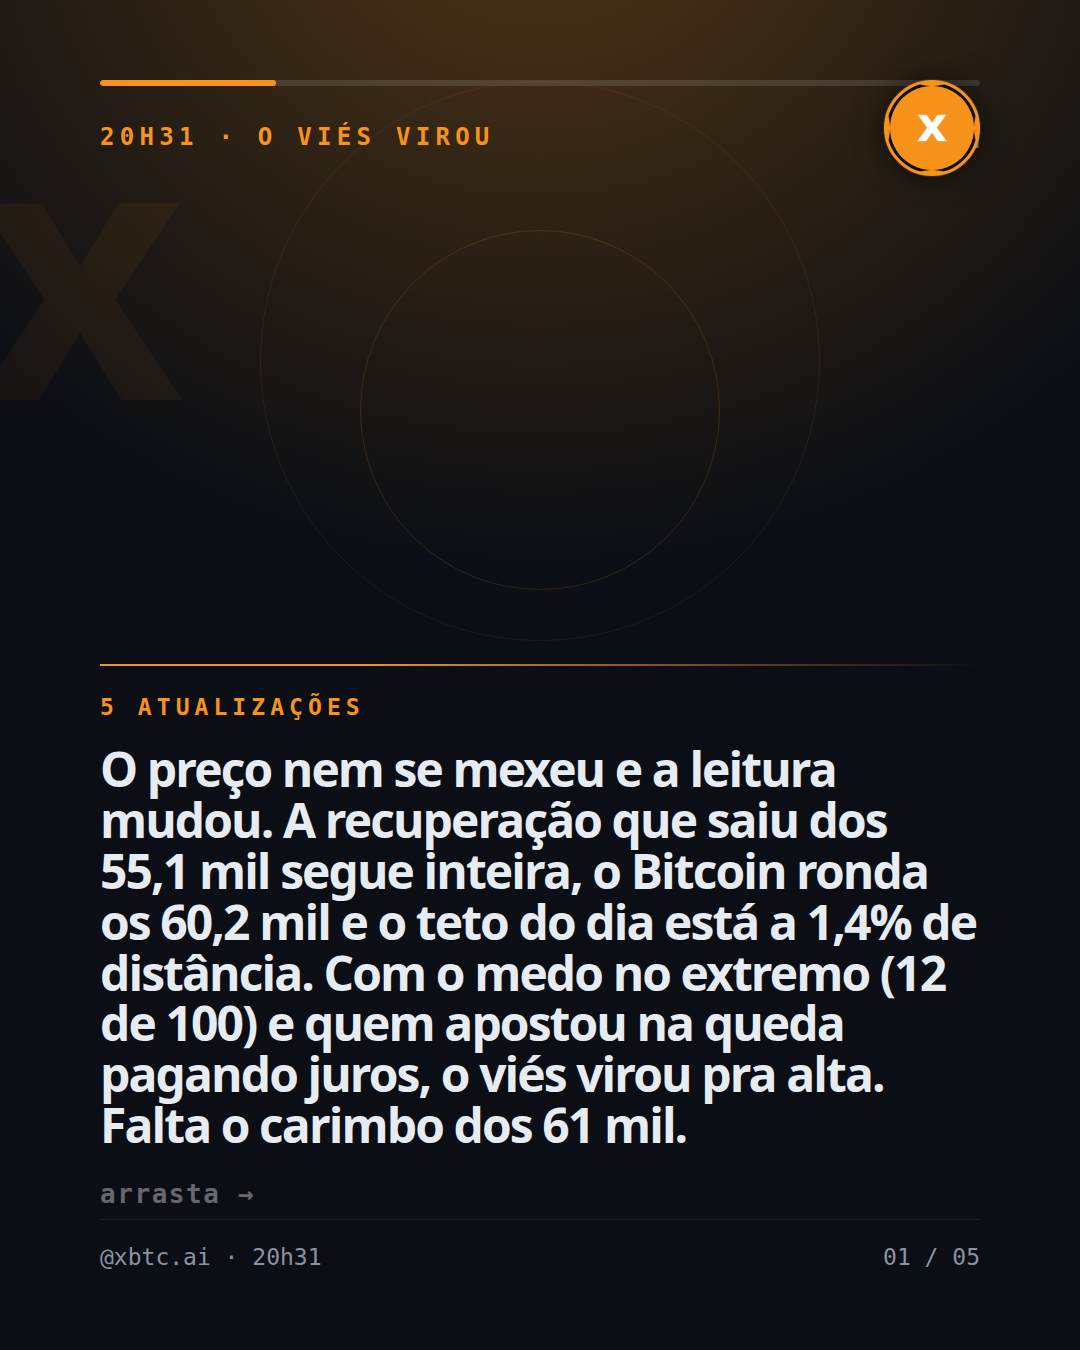 20H31 · O VIÉS VIROU
x
x
5 ATUALIZAÇÕES
O preço nem se mexeu e a leitura
mudou. A recuperação que saiu dos
55,1 mil segue inteira, o Bitcoin ronda
os 60,2 mil e o teto do dia está a 1,4% de
distância. Com o medo no extremo (12
de 100) e quem apostou na queda
pagando juros, o viés virou pra alta.
Falta o carimbo dos 61 mil.
arrasta →
@xbtc.ai · 20h31
01 / 05